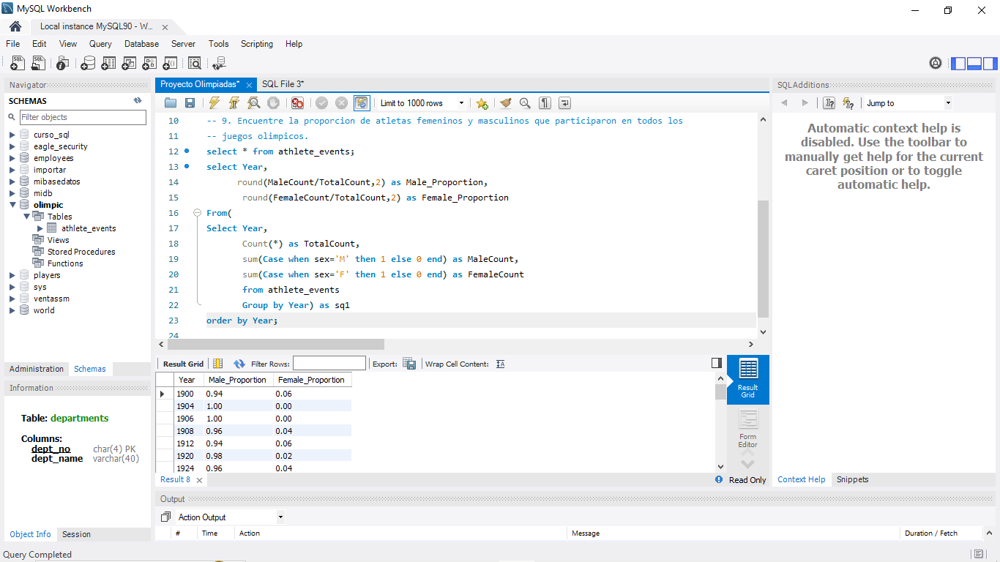 MySQL Workbench
Local instance MySQL90 - W...
File Edit View Query Database Server Tools Scripting Help
Navigator
SCHEMAS
Filter objects
curso_sql
eagle_security
employees
importar
mibasedatos
midb
olimpic
Tables
athlete_events
Views
Stored Procedures
Functions
players
sys
ventassm
world
Administration Schemas
Information
Table: departments
Columns:
dept_no char(4) PK
dept_name varchar(40)
Object Info Session
Proyecto Olimpiadas* SQL File 3*
Limit to 1000 rows
10 -- 9. Encuentre la proporcion de atletas femeninos y masculinos que participaron en todos los
11 -- juegos olimpicos.
12 select * from athlete_events;
13 select Year,
14 round(MaleCount/TotalCount,2) as Male_Proportion,
15 round(FemaleCount/TotalCount,2) as Female_Proportion
16 From(
17 Select Year,
18 Count(*) as TotalCount,
19 sum(Case when sex='M' then 1 else 0 end) as MaleCount,
20 sum(Case when sex='F' then 1 else 0 end) as FemaleCount
21 from athlete_events
22 Group by Year) as sq1
23 order by Year;
24
Result Grid Filter Rows: Export: Wrap Cell Content:
Year Male_Proportion Female_Proportion
1900 0.94 0.06
1904 1.00 0.00
1906 1.00 0.00
1908 0.96 0.04
1912 0.94 0.06
1920 0.98 0.02
1924 0.96 0.04
Result Grid
Form Editor
Result 8
Read Only
Output
Action Output
# Time Action Message Duration / Fetch
SQLAdditions
Jump to
Automatic context help is
disabled. Use the toolbar to
manually get help for the current
caret position or to toggle
automatic help.
Context Help Snippets
Query Completed